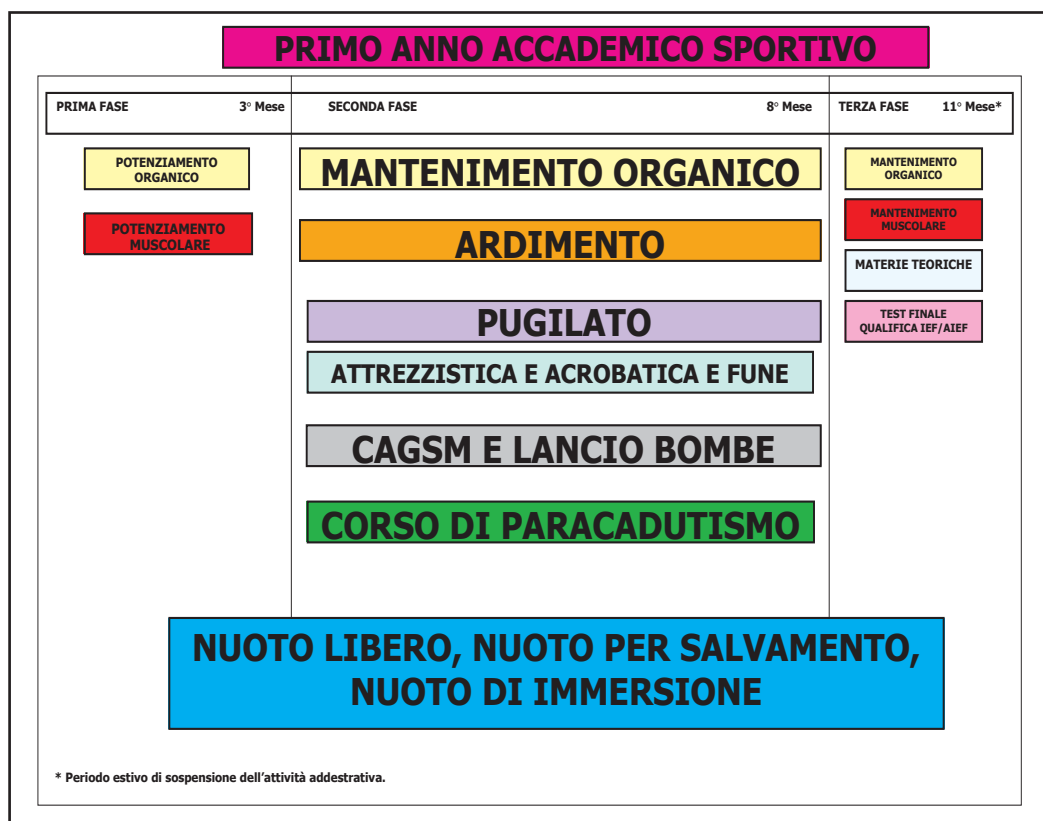 PRIMO ANNO ACCADEMICO SPORTIVO
PRIMA FASE 3° Mese SECONDA FASE 8° Mese TERZA FASE 11° Mese*
POTENZIAMENTO
ORGANICO
POTENZIAMENTO
MUSCOLARE
MANTENIMENTO ORGANICO
ARDIMENTO
PUGILATO
ATTREZZISTICA E ACROBATICA E FUNE
CAGSM E LANCIO BOMBE
CORSO DI PARACADUTISMO
MANTENIMENTO
ORGANICO
MANTENIMENTO
MUSCOLARE
MATERIE TEORICHE
TEST FINALE
QUALIFICA IEF/AIEF
NUOTO LIBERO, NUOTO PER SALVAMENTO,
NUOTO DI IMMERSIONE
* Periodo estivo di sospensione dell'attività addestrativa.